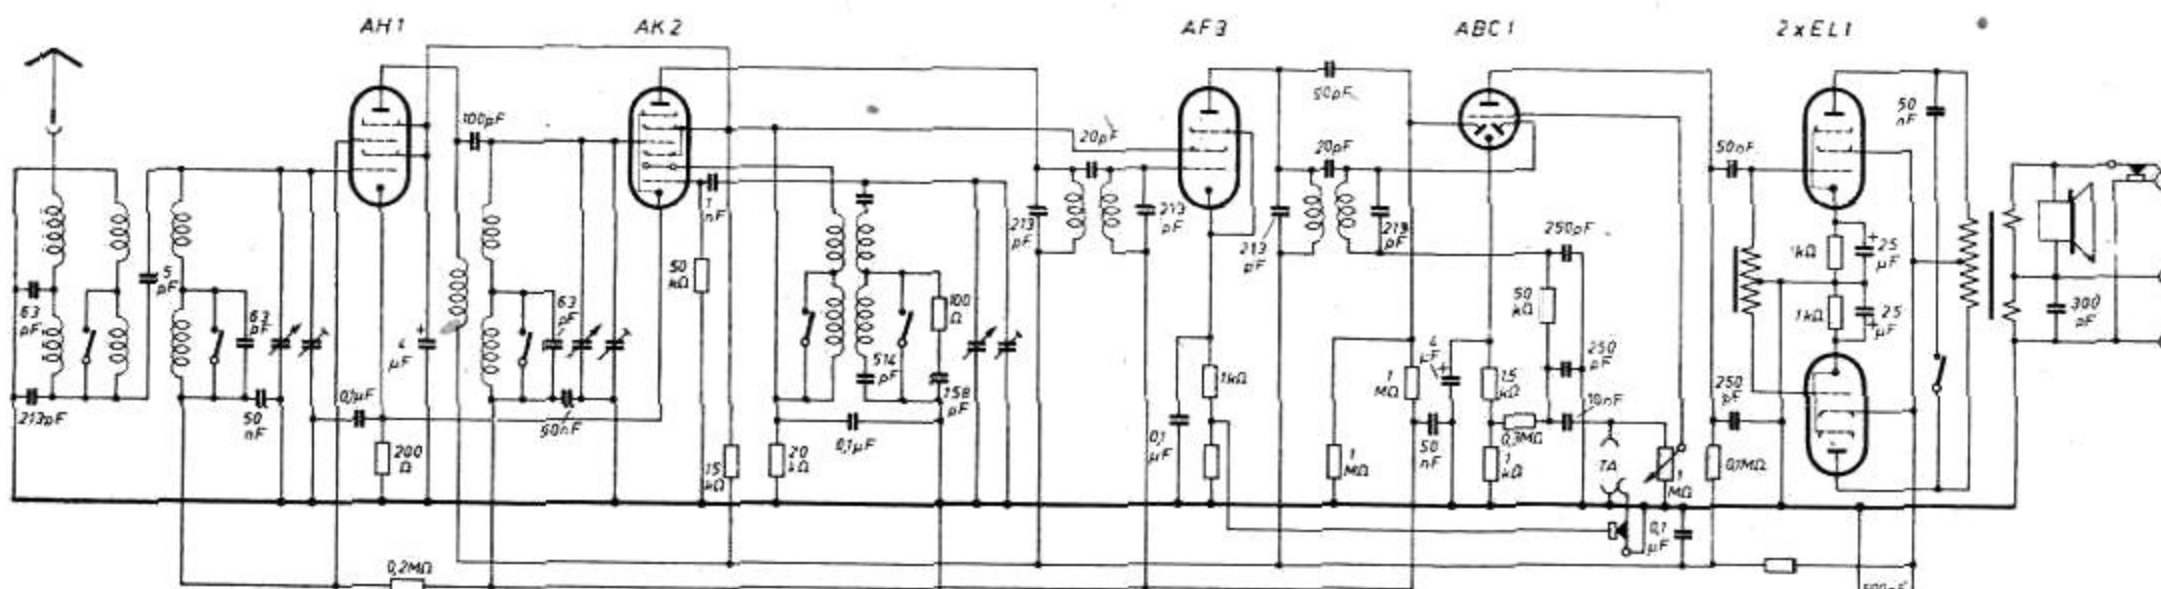 AH1
AK2
AF3
ABC1
2xEL1
100pF
50pF
50
nF
20pF
20pF
50nF
1
nF
213
pF
213
pF
213
pF
213
pF
5
pF
50
kΩ
250pF
1kΩ
25
μF
63
pF
63
pF
63
pF
4
μF
100
Ω
50
kΩ
1kΩ
25
μF
300
pF
514
pF
158
pF
1kΩ
1
MΩ
4
μF
1,5
kΩ
250
pF
250
pF
213pF
50
nF
0,1μF
50nF
10nF
200
Ω
15
kΩ
20
kΩ
0,1μF
0,1
μF
1
MΩ
50
nF
0,3MΩ
1
kΩ
TA
1
MΩ
0,1MΩ
0,1
μF
0,2MΩ